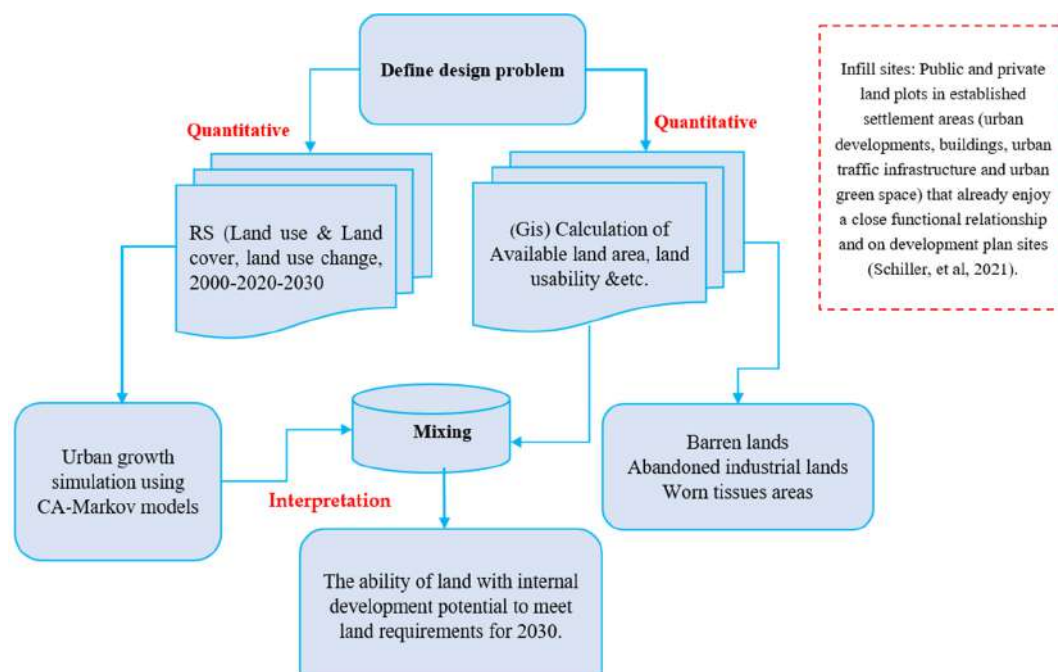 Define design problem
Quantitative
Quantitative
RS (Land use & Land
cover, land use change,
2000-2020-2030
(Gis) Calculation of
Available land area, land
usability &etc.
Infill sites: Public and private
land plots in established
settlement areas (urban
developments, buildings, urban
traffic infrastructure and urban
green space) that already enjoy
a close functional relationship
and on development plan sites
(Schiller, et al, 2021).
Urban growth
simulation using
CA-Markov models
Mixing
Interpretation
Barren lands
Abandoned industrial lands
Worn tissues areas
The ability of land with internal
development potential to meet
land requirements for 2030.